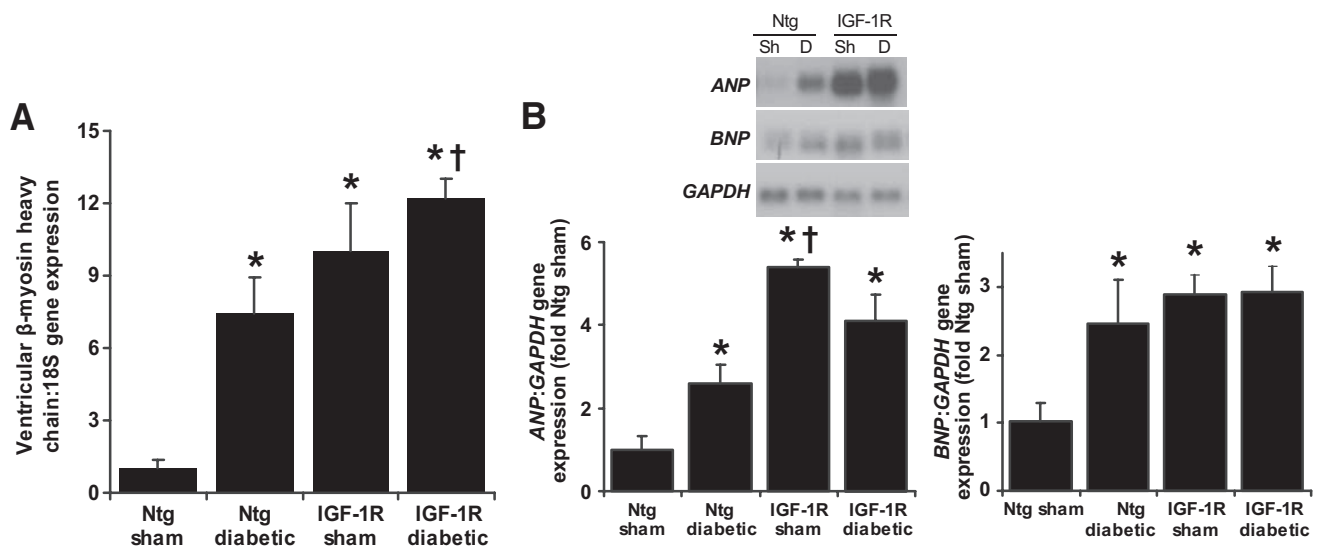 A
Ventricular β-myosin heavy
chain:18S gene expression
15
12
9
6
3
0
*
*
* †
Ntg
sham
Ntg
diabetic
IGF-1R
sham
IGF-1R
diabetic
B
Ntg IGF-1R
Sh D Sh D
ANP
BNP
GAPDH
ANP:GAPDH gene
expression (fold Ntg sham)
6
4
2
0
*
* †
*
Ntg
sham
Ntg
diabetic
IGF-1R
sham
IGF-1R
diabetic
BNP:GAPDH gene
expression (fold Ntg sham)
3
2
1
0
*
*
*
Ntg sham
Ntg
diabetic
IGF-1R
sham
IGF-1R
diabetic